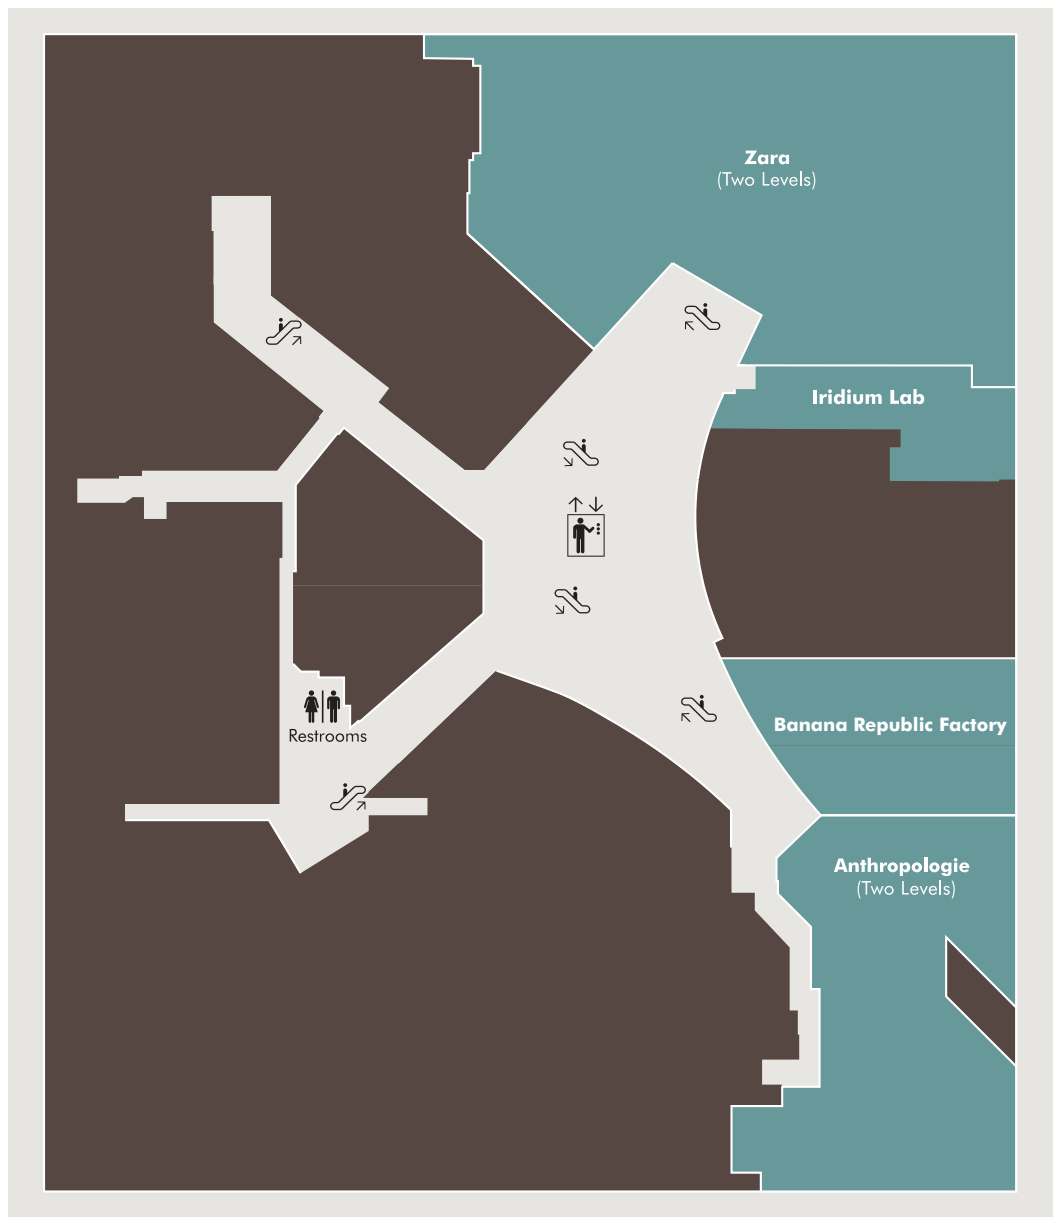 Zara
(Two Levels)
Iridium Lab
Restrooms
Banana Republic Factory
Anthropologie
(Two Levels)